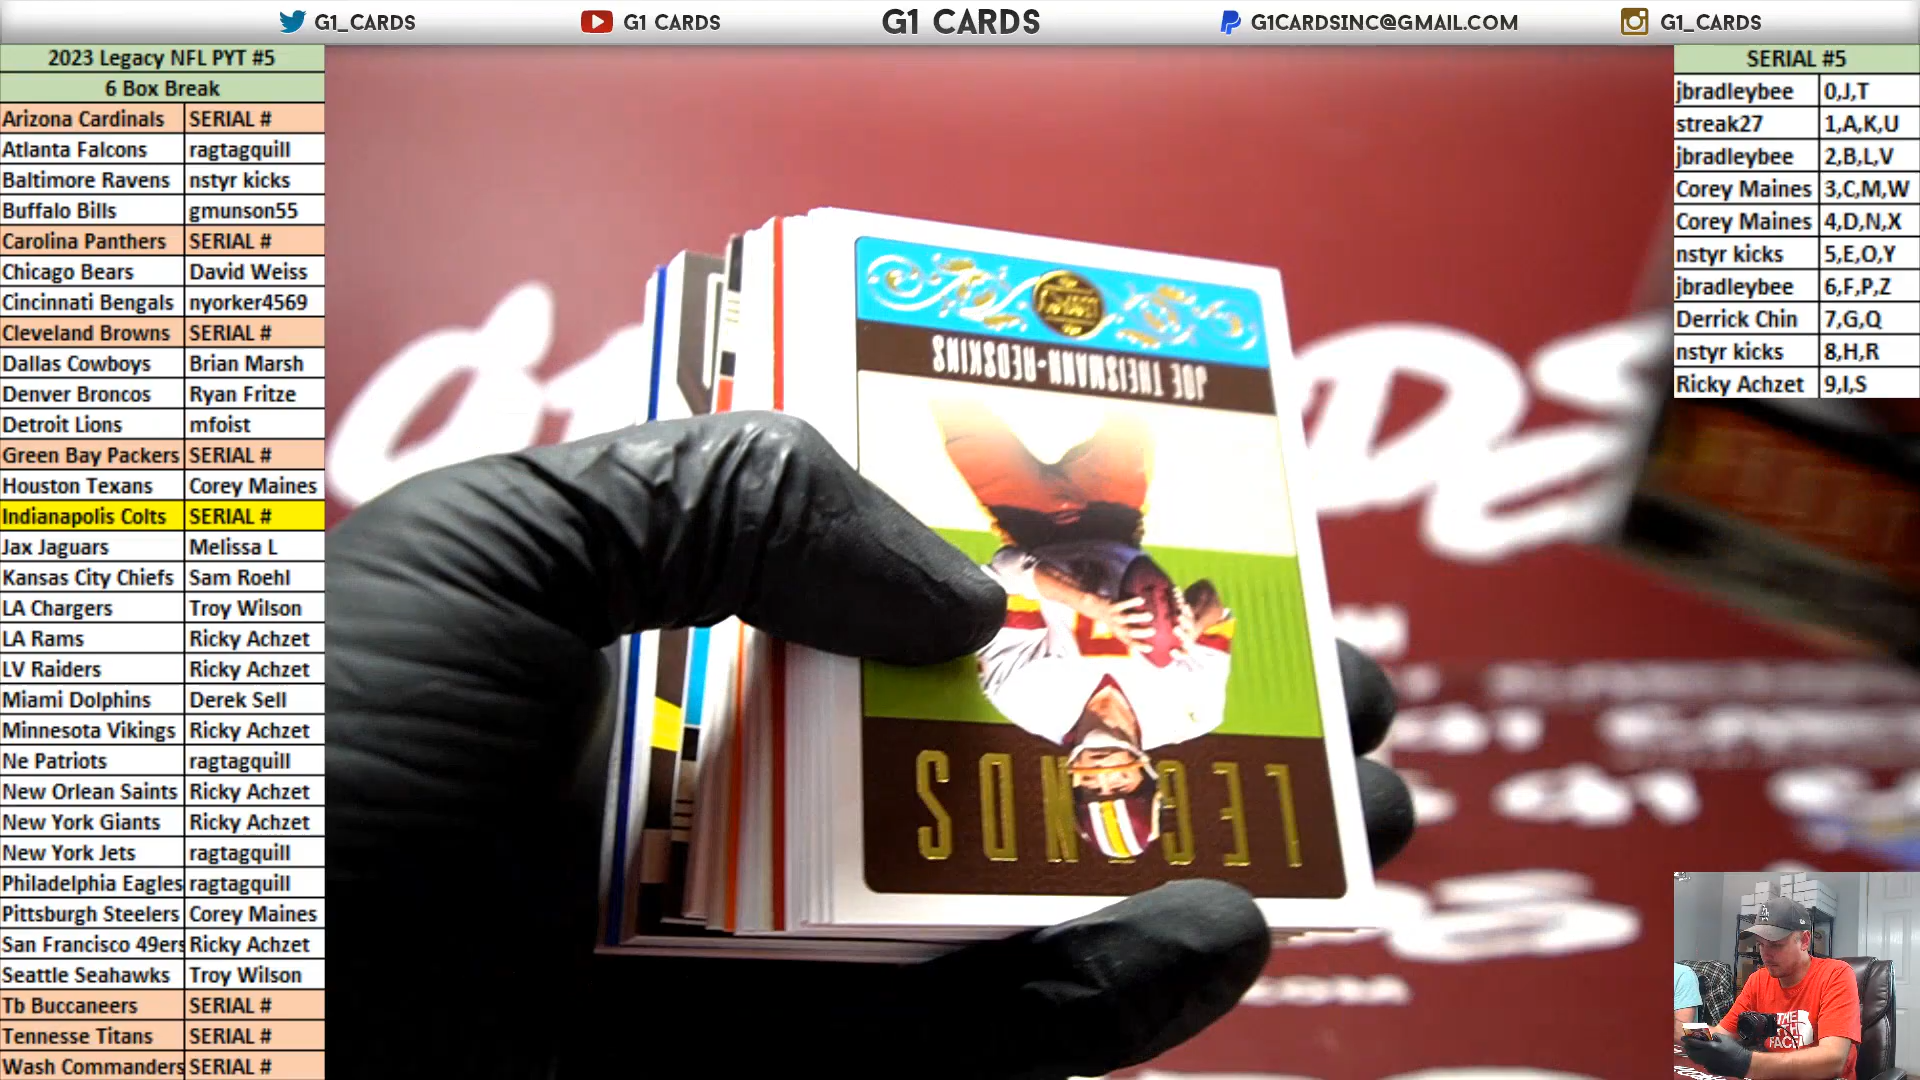 G1_CARDS
G1 CARDS
G1 CARDS
G1CARDSINC@GMAIL.COM
G1_CARDS
2023 Legacy NFL PYT #5
6 Box Break
Arizona Cardinals SERIAL #
Atlanta Falcons ragtagquill
Baltimore Ravens nstyr kicks
Buffalo Bills gmunson55
Carolina Panthers SERIAL #
Chicago Bears David Weiss
Cincinnati Bengals nyorker4569
Cleveland Browns SERIAL #
Dallas Cowboys Brian Marsh
Denver Broncos Ryan Fritze
Detroit Lions mfoist
Green Bay Packers SERIAL #
Houston Texans Corey Maines
Indianapolis Colts SERIAL #
Jax Jaguars Melissa L
Kansas City Chiefs Sam Roehl
LA Chargers Troy Wilson
LA Rams Ricky Achzet
LV Raiders Ricky Achzet
Miami Dolphins Derek Sell
Minnesota Vikings Ricky Achzet
Ne Patriots ragtagquill
New Orlean Saints Ricky Achzet
New York Giants Ricky Achzet
New York Jets ragtagquill
Philadelphia Eagles ragtagquill
Pittsburgh Steelers Corey Maines
San Francisco 49ers Ricky Achzet
Seattle Seahawks Troy Wilson
Tb Buccaneers SERIAL #
Tennesse Titans SERIAL #
Wash Commanders SERIAL #
JOE THEISMANN·REDSKINS
LEGENDS
SERIAL #5
jbradleybee 0,J,T
streak27 1,A,K,U
jbradleybee 2,B,L,V
Corey Maines 3,C,M,W
Corey Maines 4,D,N,X
nstyr kicks 5,E,O,Y
jbradleybee 6,F,P,Z
Derrick Chin 7,G,Q
nstyr kicks 8,H,R
Ricky Achzet 9,I,S
THE
FACE